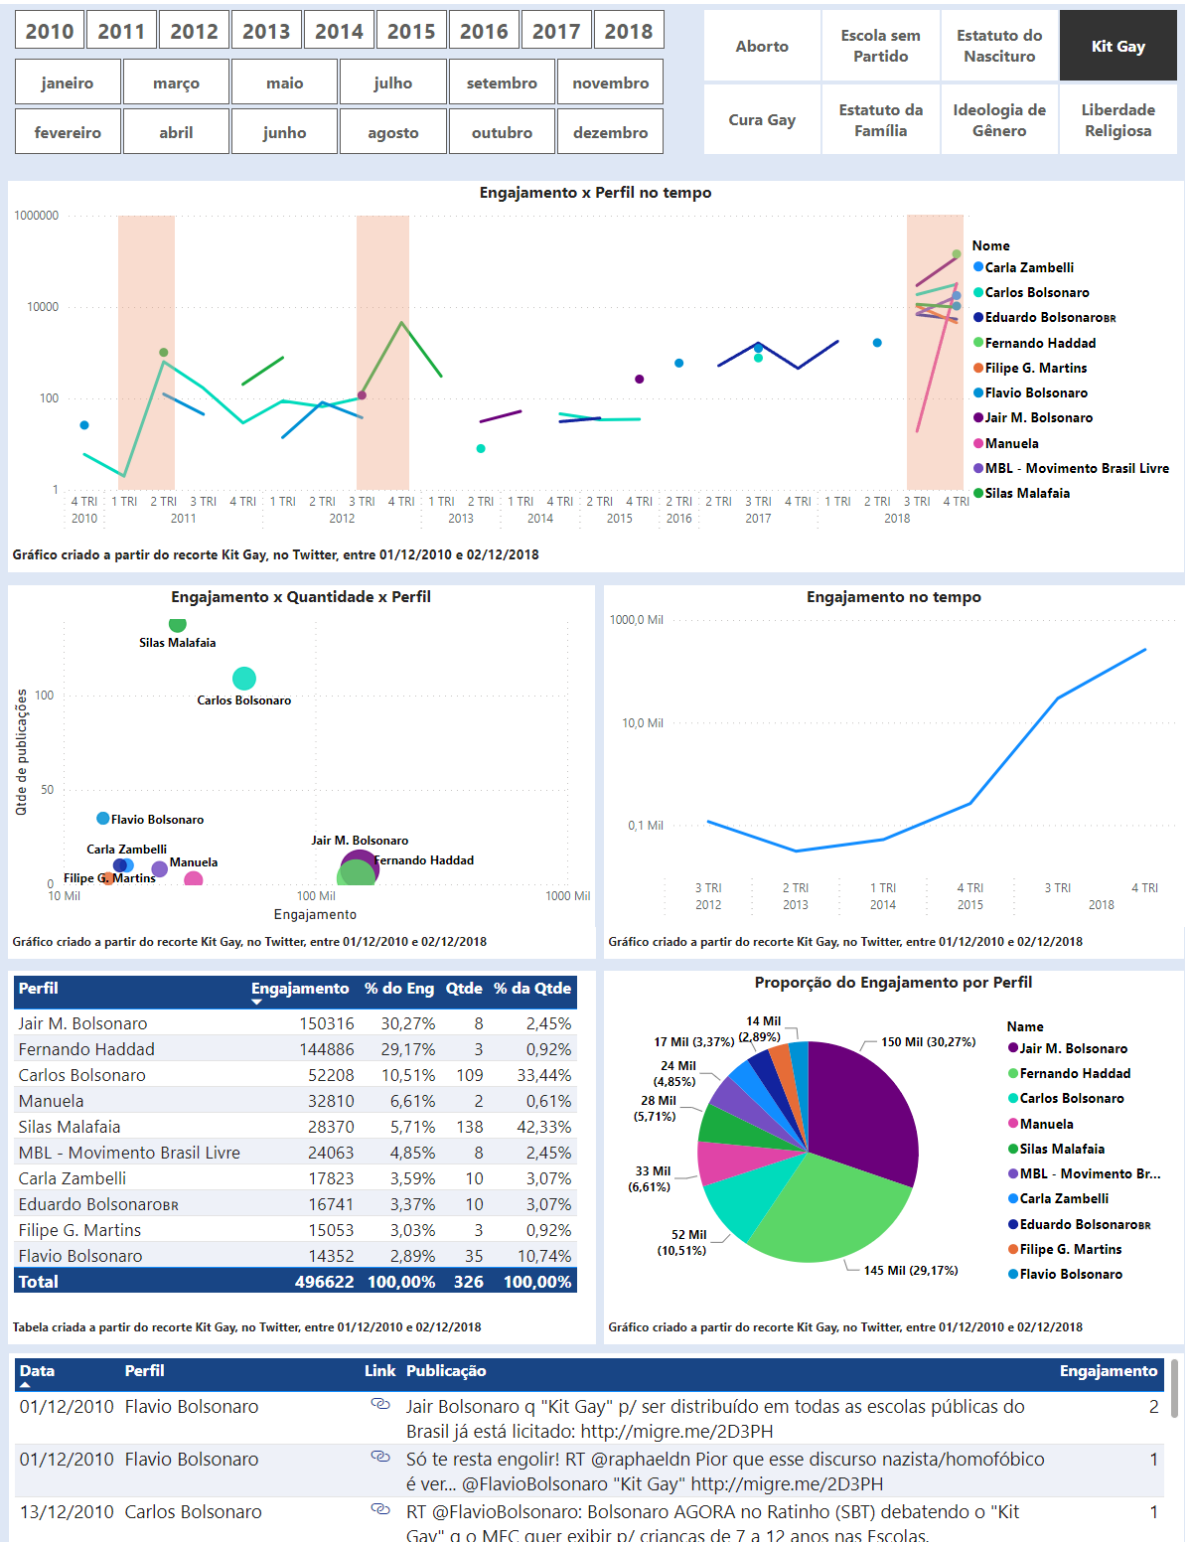 2010 2011 2012 2013 2014 2015 2016 2017 2018
janeiro março maio julho setembro novembro
fevereiro abril junho agosto outubro dezembro
Aborto Escola sem Partido Estatuto do Nascituro Kit Gay
Cura Gay Estatuto da Família Ideologia de Gênero Liberdade Religiosa
Engajamento x Perfil no tempo
1000000
10000
100
1
4 TRI 1 TRI 2 TRI 3 TRI 4 TRI 1 TRI 2 TRI 3 TRI 4 TRI 1 TRI 2 TRI 1 TRI 4 TRI 2 TRI 4 TRI 2 TRI 2 TRI 3 TRI 4 TRI 1 TRI 2 TRI 3 TRI 4 TRI
2010 2011 2012 2013 2014 2015 2016 2017 2018
Nome
Carla Zambelli
Carlos Bolsonaro
Eduardo Bolsonaro🇧🇷
Fernando Haddad
Filipe G. Martins
Flavio Bolsonaro
Jair M. Bolsonaro
Manuela
MBL - Movimento Brasil Livre
Silas Malafaia
Gráfico criado a partir do recorte Kit Gay, no Twitter, entre 01/12/2010 e 02/12/2018
Engajamento x Quantidade x Perfil
Qtde de publicações
100
50
0
Silas Malafaia
Carlos Bolsonaro
Flavio Bolsonaro
Jair M. Bolsonaro
Carla Zambelli
Manuela
Fernando Haddad
Filipe G. Martins
10 Mil 100 Mil 1000 Mil
Engajamento
Gráfico criado a partir do recorte Kit Gay, no Twitter, entre 01/12/2010 e 02/12/2018
Engajamento no tempo
1000,0 Mil
10,0 Mil
0,1 Mil
3 TRI 2 TRI 1 TRI 4 TRI 3 TRI 4 TRI
2012 2013 2014 2015 2018
Gráfico criado a partir do recorte Kit Gay, no Twitter, entre 01/12/2010 e 02/12/2018
Perfil Engajamento % do Eng Qtde % da Qtde
Jair M. Bolsonaro 150316 30,27% 8 2,45%
Fernando Haddad 144886 29,17% 3 0,92%
Carlos Bolsonaro 52208 10,51% 109 33,44%
Manuela 32810 6,61% 2 0,61%
Silas Malafaia 28370 5,71% 138 42,33%
MBL - Movimento Brasil Livre 24063 4,85% 8 2,45%
Carla Zambelli 17823 3,59% 10 3,07%
Eduardo Bolsonaro🇧🇷 16741 3,37% 10 3,07%
Filipe G. Martins 15053 3,03% 3 0,92%
Flavio Bolsonaro 14352 2,89% 35 10,74%
Total 496622 100,00% 326 100,00%
Tabela criada a partir do recorte Kit Gay, no Twitter, entre 01/12/2010 e 02/12/2018
Proporção do Engajamento por Perfil
14 Mil (2,89%)
17 Mil (3,37%)
24 Mil (4,85%)
28 Mil (5,71%)
33 Mil (6,61%)
52 Mil (10,51%)
150 Mil (30,27%)
145 Mil (29,17%)
Name
Jair M. Bolsonaro
Fernando Haddad
Carlos Bolsonaro
Manuela
Silas Malafaia
MBL - Movimento Br...
Carla Zambelli
Eduardo Bolsonaro🇧🇷
Filipe G. Martins
Flavio Bolsonaro
Gráfico criado a partir do recorte Kit Gay, no Twitter, entre 01/12/2010 e 02/12/2018
Data Perfil Link Publicação Engajamento
01/12/2010 Flavio Bolsonaro Jair Bolsonaro q "Kit Gay" p/ ser distribuído em todas as escolas públicas do 2
Brasil já está licitado: http://migre.me/2D3PH
01/12/2010 Flavio Bolsonaro Só te resta engolir! RT @raphaeldn Pior que esse discurso nazista/homofóbico 1
é ver... @FlavioBolsonaro "Kit Gay" http://migre.me/2D3PH
13/12/2010 Carlos Bolsonaro RT @FlavioBolsonaro: Bolsonaro AGORA no Ratinho (SBT) debatendo o "Kit 1
Gay" q o MEC quer exibir p/ crianças de 7 a 12 anos nas Escolas.